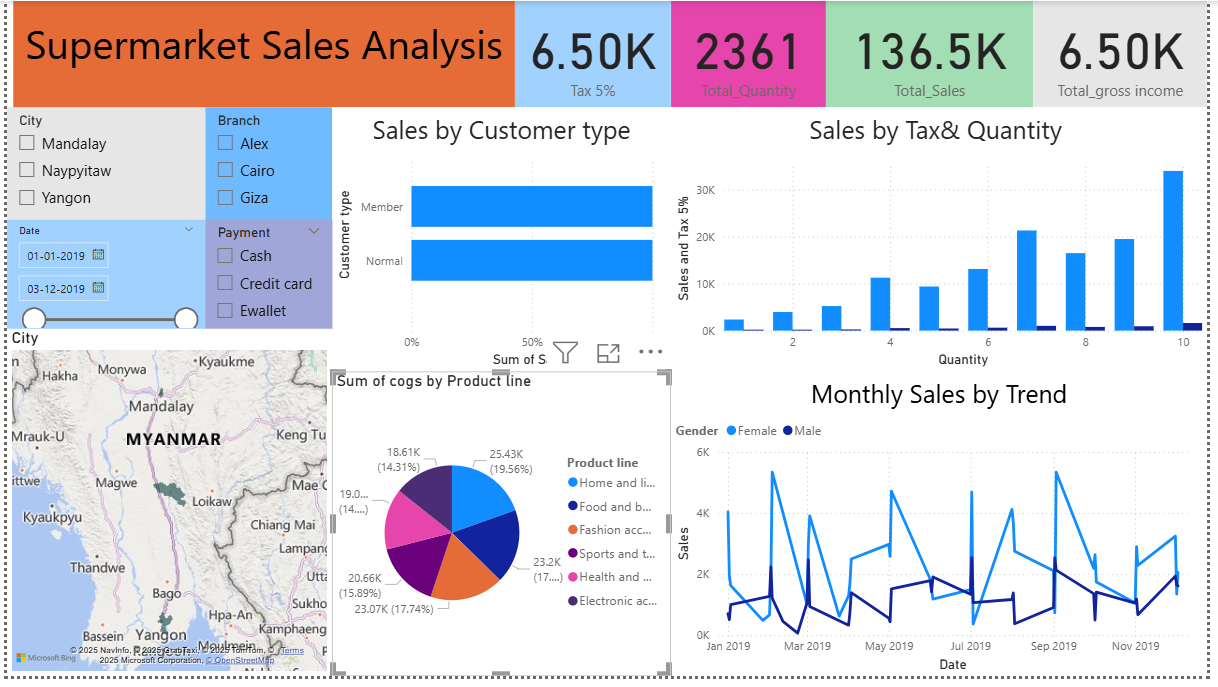 Supermarket Sales Analysis
6.50K
Tax 5%
2361
Total_Quantity
136.5K
Total_Sales
6.50K
Total_gross income
City
Mandalay
Naypyitaw
Yangon
Branch
Alex
Cairo
Giza
Date
01-01-2019
03-12-2019
Payment
Cash
Credit card
Ewallet
Sales by Customer type
Customer type
Member
Normal
0%
50%
Sum of S
Sales by Tax& Quantity
Sales and Tax 5%
30K
20K
10K
0K
2
4
6
8
10
Quantity
City
Kyaukme
Monywa
Hakha
Mandalay
Mrauk-U
MYANMAR
Keng Tu
ittwe
Magwe
Loikaw
Mae C
Kyaukpyu
Chiang Mai
Lampang
Thandwe
Utta
Bago
Sukho
Hpa-An
Kamphaeng
Bassein
Yangon
Moulmein
Microsoft Bing
© 2025 NavInfo, © 2025 GrabTaxi, © 2025 TomTom, © 2025 Microsoft Corporation, © OpenStreetMap
Terms
Sum of cogs by Product line
18.61K
(14.31%)
25.43K
(19.56%)
19.0...
(14....)
23.2K
(17....)
20.66K
(15.89%)
23.07K (17.74%)
Product line
Home and li...
Food and b...
Fashion acc...
Sports and t...
Health and ...
Electronic ac...
Monthly Sales by Trend
Gender
Female
Male
Sales
6K
4K
2K
0K
Jan 2019
Mar 2019
May 2019
Jul 2019
Sep 2019
Nov 2019
Date